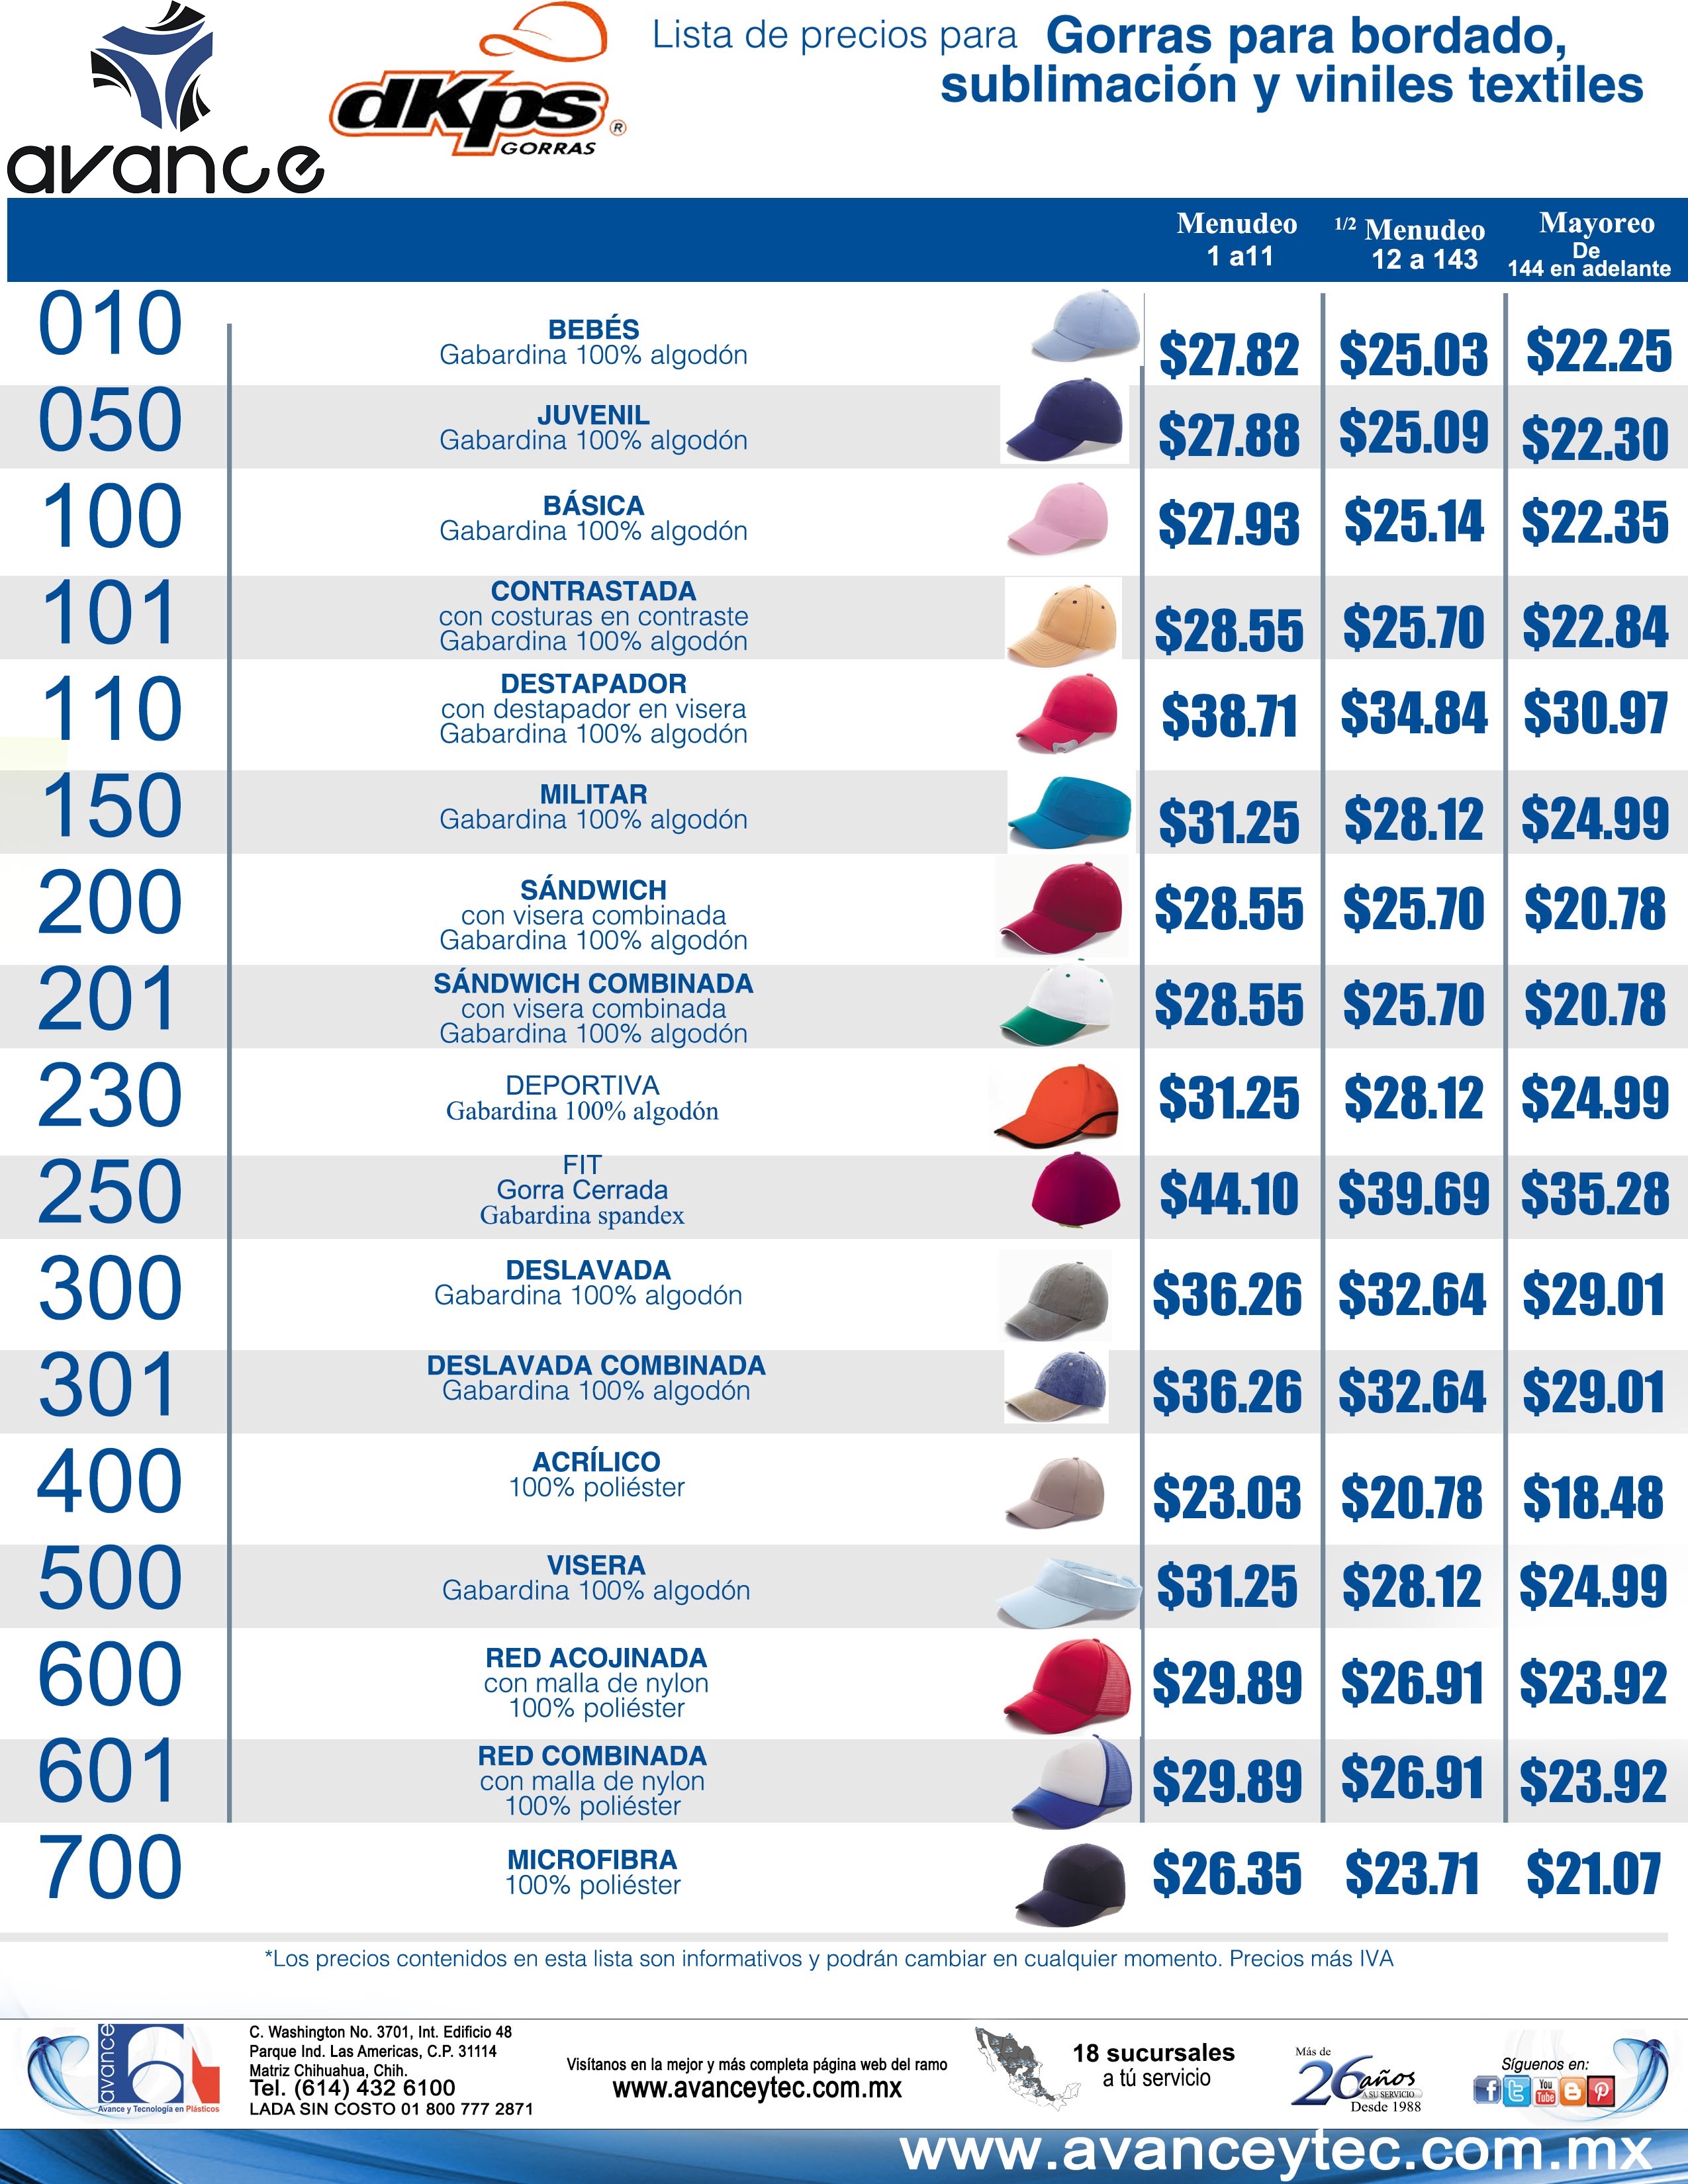 avance
dKps®
GORRAS
Lista de precios para Gorras para bordado,
sublimación y viniles textiles
Menudeo
1 a11
1/2 Menudeo
12 a 143
Mayoreo
De
144 en adelante
010
BEBÉS
Gabardina 100% algodón
$27.82 $25.03 $22.25
050
JUVENIL
Gabardina 100% algodón
$27.88 $25.09 $22.30
100
BÁSICA
Gabardina 100% algodón
$27.93 $25.14 $22.35
101
CONTRASTADA
con costuras en contraste
Gabardina 100% algodón
$28.55 $25.70 $22.84
110
DESTAPADOR
con destapador en visera
Gabardina 100% algodón
$38.71 $34.84 $30.97
150
MILITAR
Gabardina 100% algodón
$31.25 $28.12 $24.99
200
SÁNDWICH
con visera combinada
Gabardina 100% algodón
$28.55 $25.70 $20.78
201
SÁNDWICH COMBINADA
con visera combinada
Gabardina 100% algodón
$28.55 $25.70 $20.78
230
DEPORTIVA
Gabardina 100% algodón
$31.25 $28.12 $24.99
250
FIT
Gorra Cerrada
Gabardina spandex
$44.10 $39.69 $35.28
300
DESLAVADA
Gabardina 100% algodón
$36.26 $32.64 $29.01
301
DESLAVADA COMBINADA
Gabardina 100% algodón
$36.26 $32.64 $29.01
400
ACRÍLICO
100% poliéster
$23.03 $20.78 $18.48
500
VISERA
Gabardina 100% algodón
$31.25 $28.12 $24.99
600
RED ACOJINADA
con malla de nylon
100% poliéster
$29.89 $26.91 $23.92
601
RED COMBINADA
con malla de nylon
100% poliéster
$29.89 $26.91 $23.92
700
MICROFIBRA
100% poliéster
$26.35 $23.71 $21.07
*Los precios contenidos en esta lista son informativos y podrán cambiar en cualquier momento. Precios más IVA
avance
Avance y Tecnología en Plásticos
C. Washington No. 3701, Int. Edificio 48
Parque Ind. Las Americas, C.P. 31114
Matriz Chihuahua, Chih.
Tel. (614) 432 6100
LADA SIN COSTO 01 800 777 2871
Visítanos en la mejor y más completa página web del ramo
www.avanceytec.com.mx
18 sucursales
a tú servicio
Más de
26 años
A SU SERVICIO
Desde 1988
Síguenos en:
You
Tube
www.avanceytec.com.mx